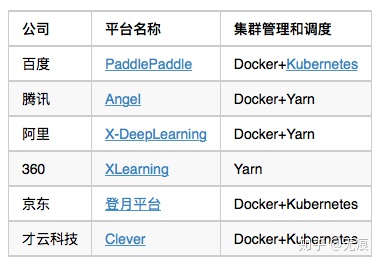 公司 平台名称 集群管理和调度
百度 PaddlePaddle Docker+Kubernetes
腾讯 Angel Docker+Yarn
阿里 X-DeepLearning Docker+Yarn
360 XLearning Yarn
京东 登月平台 Docker+Kubernetes
才云科技 Clever Docker+Kubernetes
知乎 @无痕